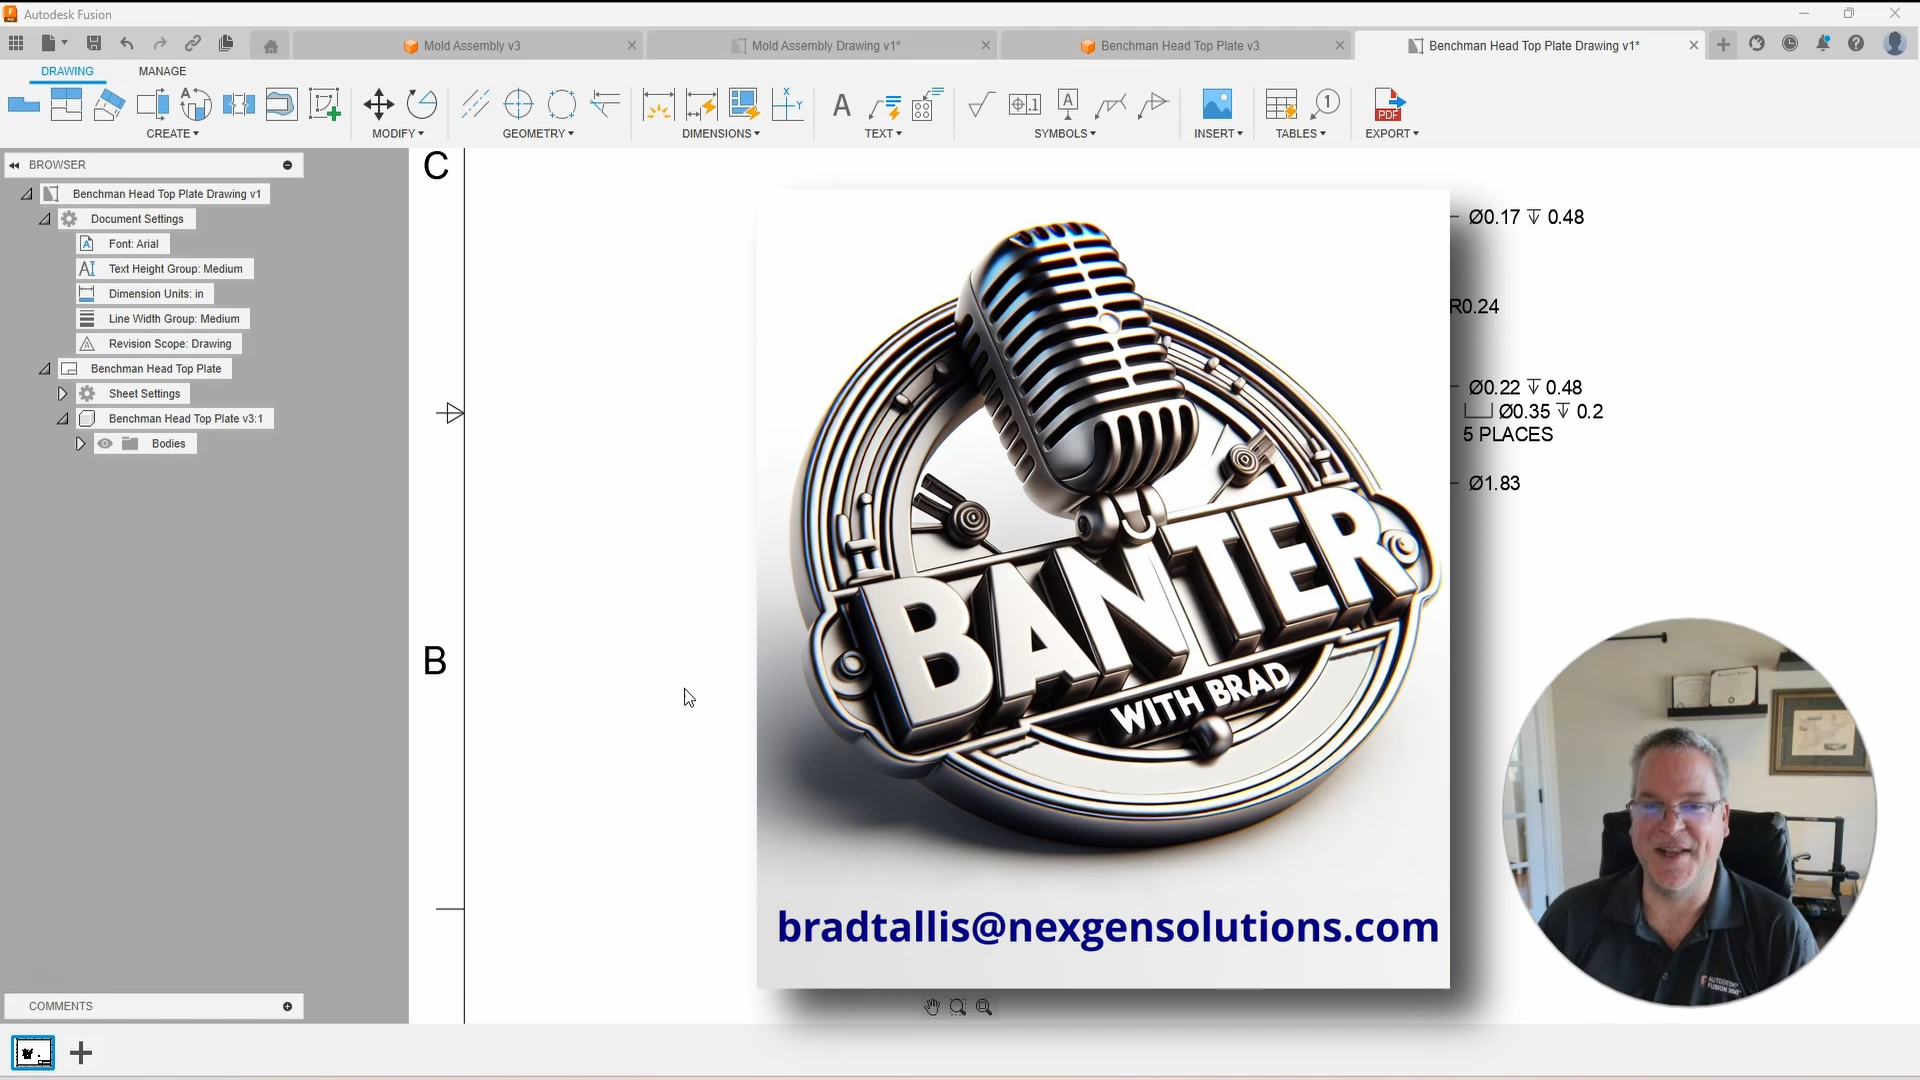 Autodesk Fusion
Mold Assembly v3
Mold Assembly Drawing v1*
Benchman Head Top Plate v3
Benchman Head Top Plate Drawing v1*
DRAWING
MANAGE
CREATE
MODIFY
GEOMETRY
DIMENSIONS
TEXT
SYMBOLS
INSERT
TABLES
EXPORT
BROWSER
Benchman Head Top Plate Drawing v1
Document Settings
Font: Arial
Text Height Group: Medium
Dimension Units: in
Line Width Group: Medium
Revision Scope: Drawing
Benchman Head Top Plate
Sheet Settings
Benchman Head Top Plate v3:1
Bodies
C
B
Ø0.17 ↧ 0.48
R0.24
Ø0.22 ↧ 0.48
⌴ Ø0.35 ↧ 0.2
5 PLACES
Ø1.83
BANTER
WITH BRAD
bradtallis@nexgensolutions.com
AUTODESK
FUSION 360
COMMENTS